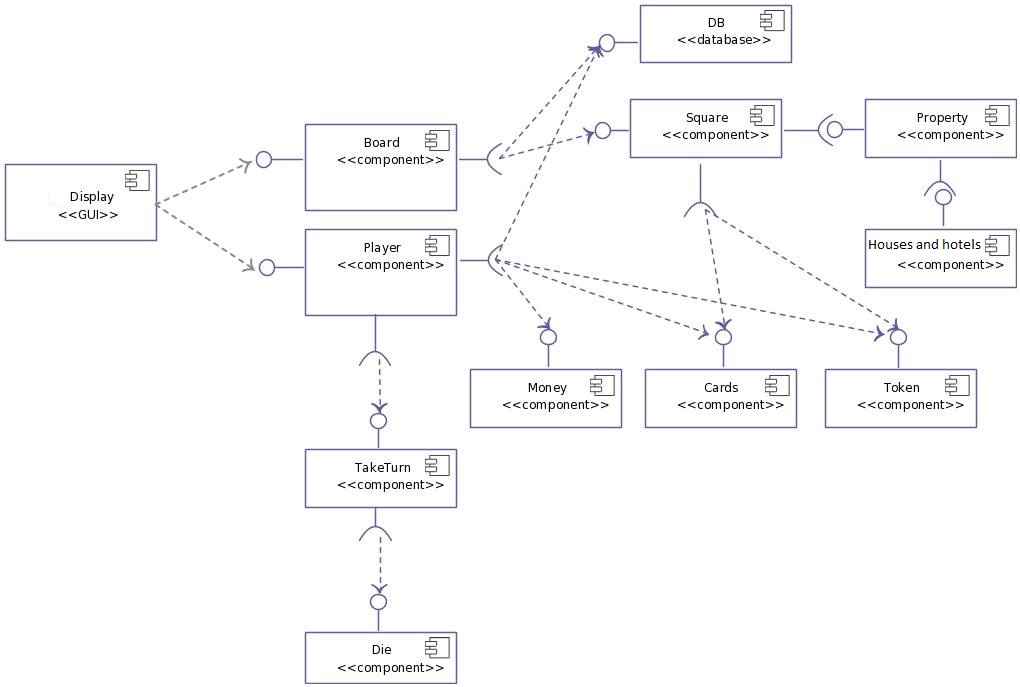 DB
<<database>>
Square
<<component>>
Property
<<component>>
Board
<<component>>
Display
<<GUI>>
Player
<<component>>
Houses and hotels
<<component>>
Money
<<component>>
Cards
<<component>>
Token
<<component>>
TakeTurn
<<component>>
Die
<<component>>